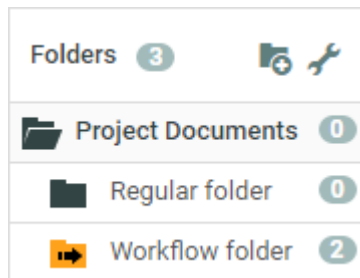 Folders 3
Project Documents 0
Regular folder 0
Workflow folder 2